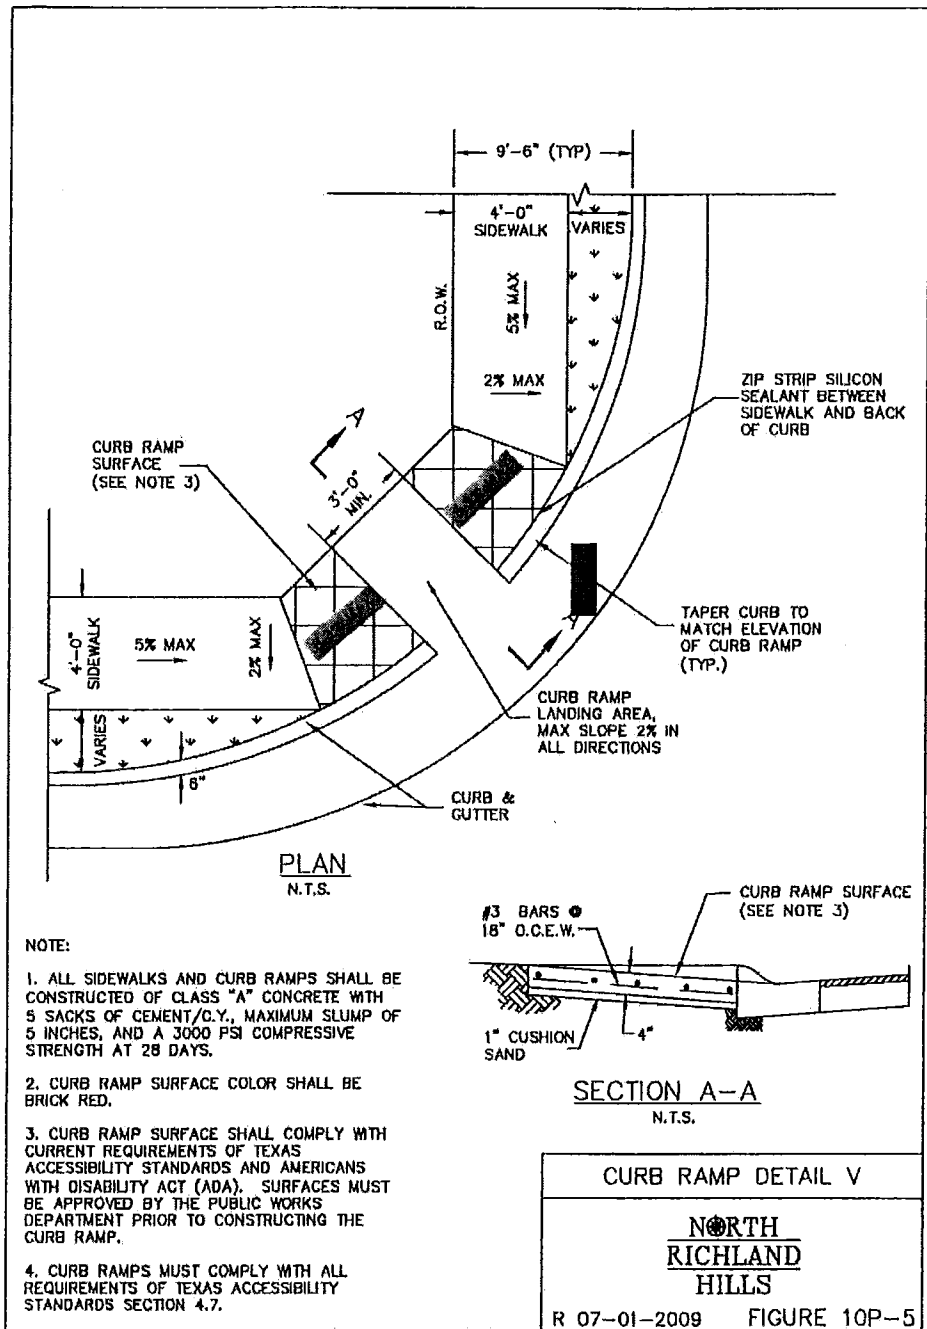 9'-6" (TYP)
4'-0"
SIDEWALK
VARIES
R.O.W.
5% MAX
2% MAX
ZIP STRIP SILICON
SEALANT BETWEEN
SIDEWALK AND BACK
OF CURB
A
CURB RAMP
SURFACE
(SEE NOTE 3)
3'-0"
MIN.
4'-0"
SIDEWALK
5% MAX
2% MAX
TAPER CURB TO
MATCH ELEVATION
OF CURB RAMP
(TYP.)
A
CURB RAMP
LANDING AREA,
MAX SLOPE 2% IN
ALL DIRECTIONS
VARIES
6"
CURB &
GUTTER
PLAN
N.T.S.
#3 BARS @
18" O.C.E.W.
CURB RAMP SURFACE
(SEE NOTE 3)
1" CUSHION
SAND
4"
SECTION A-A
N.T.S.
NOTE:
1. ALL SIDEWALKS AND CURB RAMPS SHALL BE
CONSTRUCTED OF CLASS "A" CONCRETE WITH
5 SACKS OF CEMENT/C.Y., MAXIMUM SLUMP OF
5 INCHES, AND A 3000 PSI COMPRESSIVE
STRENGTH AT 28 DAYS.
2. CURB RAMP SURFACE COLOR SHALL BE
BRICK RED.
3. CURB RAMP SURFACE SHALL COMPLY WITH
CURRENT REQUIREMENTS OF TEXAS
ACCESSIBILITY STANDARDS AND AMERICANS
WITH DISABILITY ACT (ADA). SURFACES MUST
BE APPROVED BY THE PUBLIC WORKS
DEPARTMENT PRIOR TO CONSTRUCTING THE
CURB RAMP.
4. CURB RAMPS MUST COMPLY WITH ALL
REQUIREMENTS OF TEXAS ACCESSIBILITY
STANDARDS SECTION 4.7.
CURB RAMP DETAIL V
NORTH
RICHLAND
HILLS
R 07-01-2009 FIGURE 10P-5